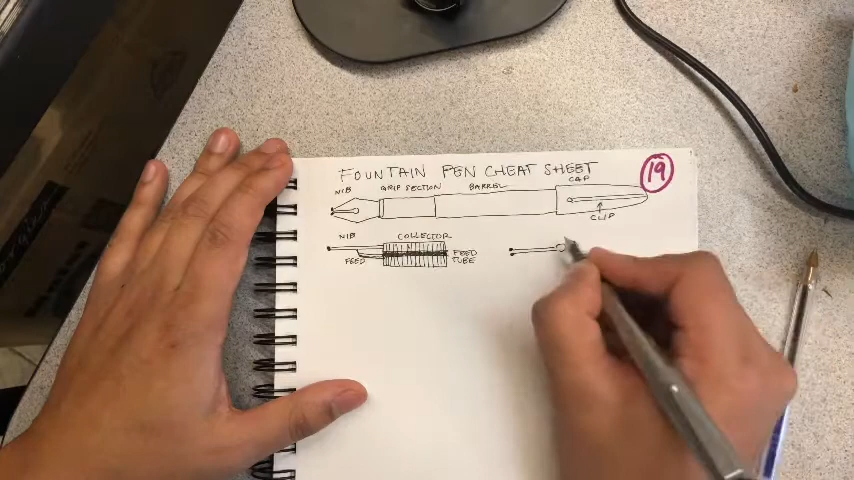 FOUNTAIN PEN CHEAT SHEET
19
NIB
GRIP SECTION
BARREL
CAP
CLIP
NIB
COLLECTOR
FEED
FEED
TUBE